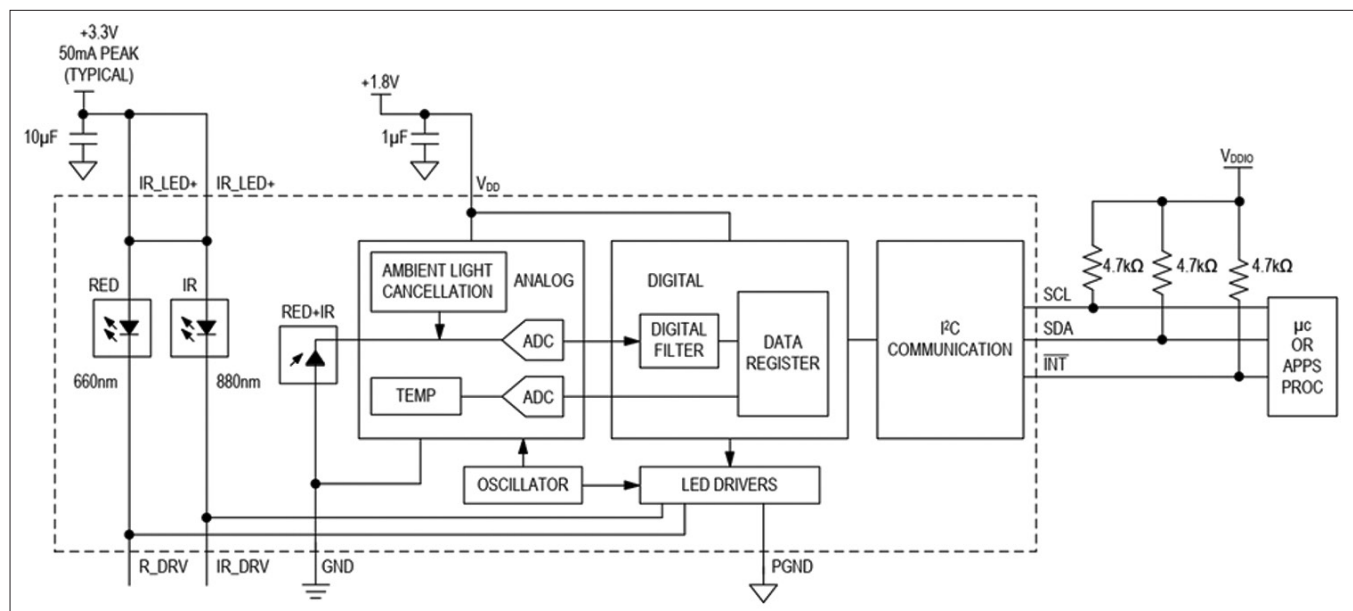 +3.3V
50mA PEAK
(TYPICAL)
10µF
+1.8V
1µF
IR_LED+
IR_LED+
VDD
VDDIO
RED
IR
660nm
880nm
RED+IR
AMBIENT LIGHT
CANCELLATION
ANALOG
ADC
TEMP
ADC
DIGITAL
DIGITAL
FILTER
DATA
REGISTER
I²C
COMMUNICATION
4.7kΩ
4.7kΩ
4.7kΩ
SCL
SDA
INT
µc
OR
APPS
PROC
OSCILLATOR
LED DRIVERS
R_DRV
IR_DRV
GND
PGND